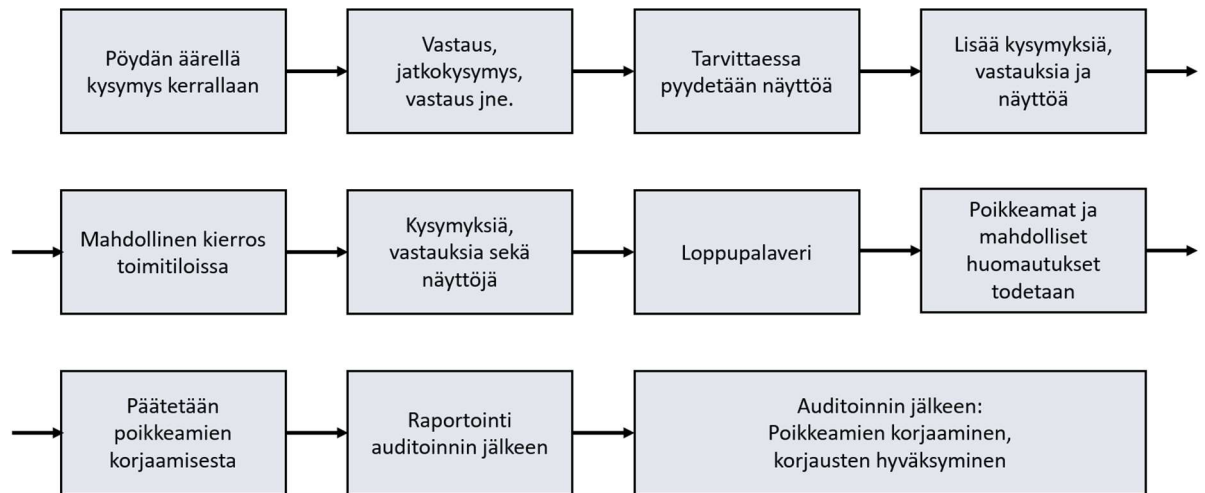 Pöydän äärellä
kysymys kerrallaan
Vastaus,
jatkokysymys,
vastaus jne.
Tarvittaessa
pyydetään näyttöä
Lisää kysymyksiä,
vastauksia ja
näyttöä
Mahdollinen kierros
toimitiloissa
Kysymyksiä,
vastauksia sekä
näyttöjä
Loppupalaveri
Poikkeamat ja
mahdolliset
huomautukset
todetaan
Päätetään
poikkeamien
korjaamisesta
Raportointi
auditoinnin jälkeen
Auditoinnin jälkeen:
Poikkeamien korjaaminen,
korjausten hyväksyminen